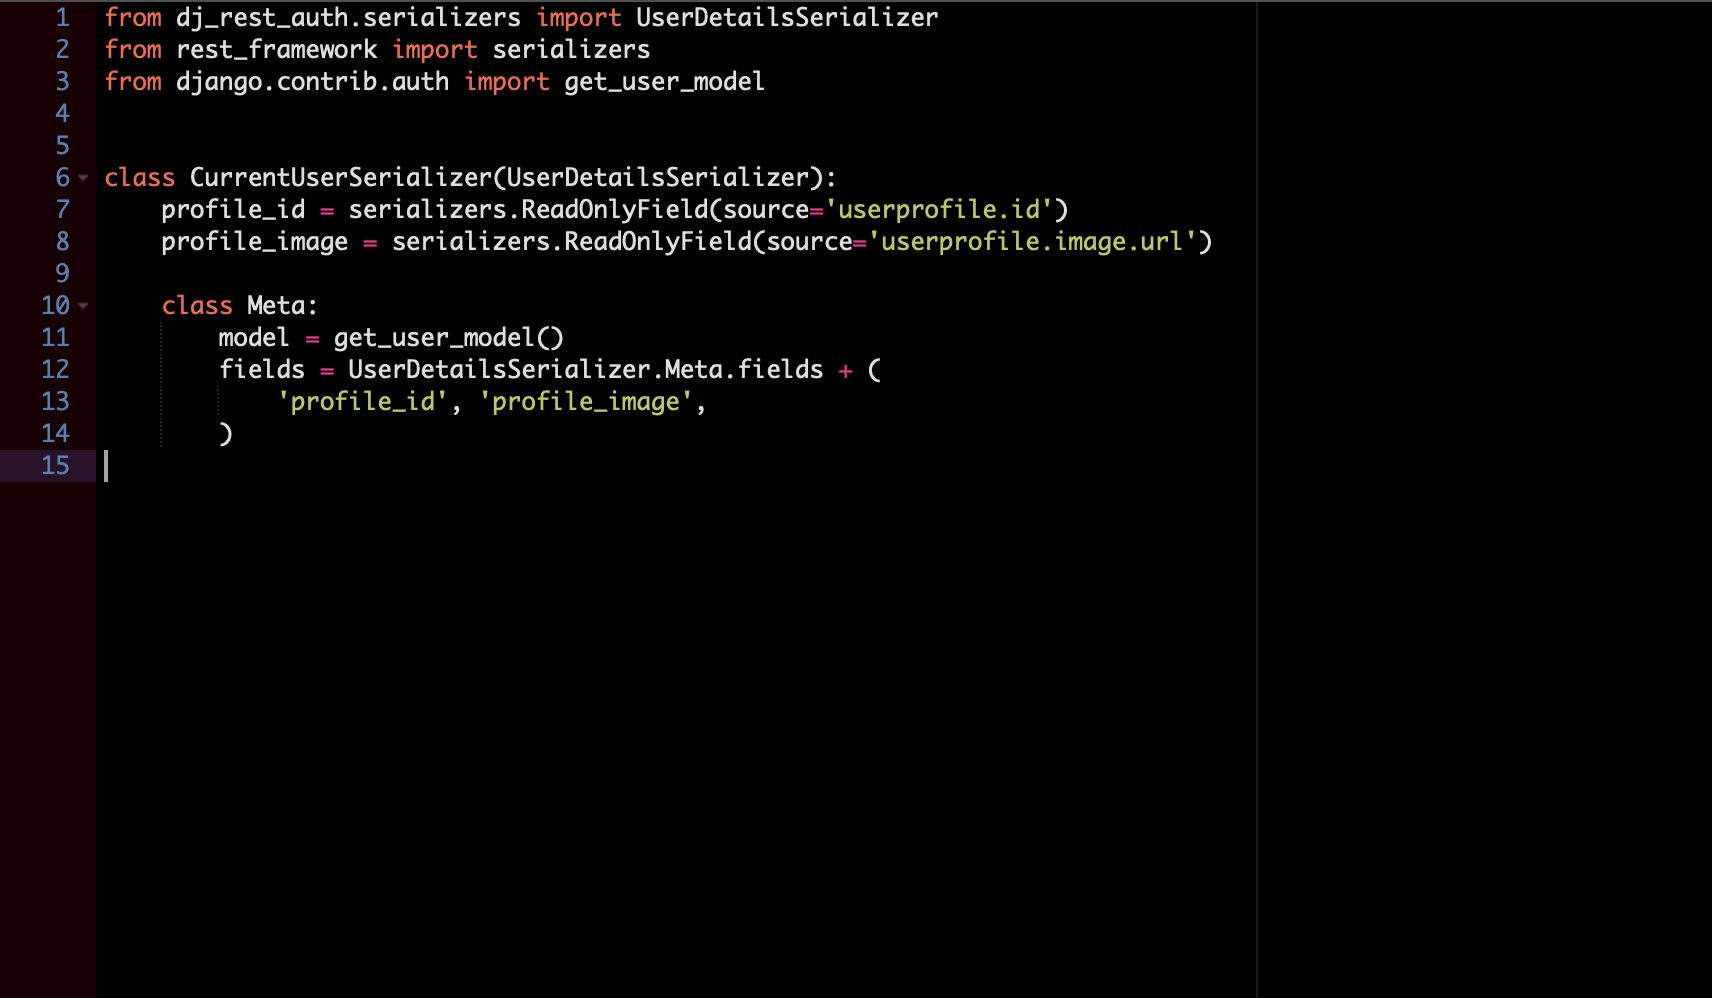 1 from dj_rest_auth.serializers import UserDetailsSerializer
2 from rest_framework import serializers
3 from django.contrib.auth import get_user_model
4
5
6 class CurrentUserSerializer(UserDetailsSerializer):
7     profile_id = serializers.ReadOnlyField(source='userprofile.id')
8     profile_image = serializers.ReadOnlyField(source='userprofile.image.url')
9
10     class Meta:
11         model = get_user_model()
12         fields = UserDetailsSerializer.Meta.fields + (
13             'profile_id', 'profile_image',
14         )
15